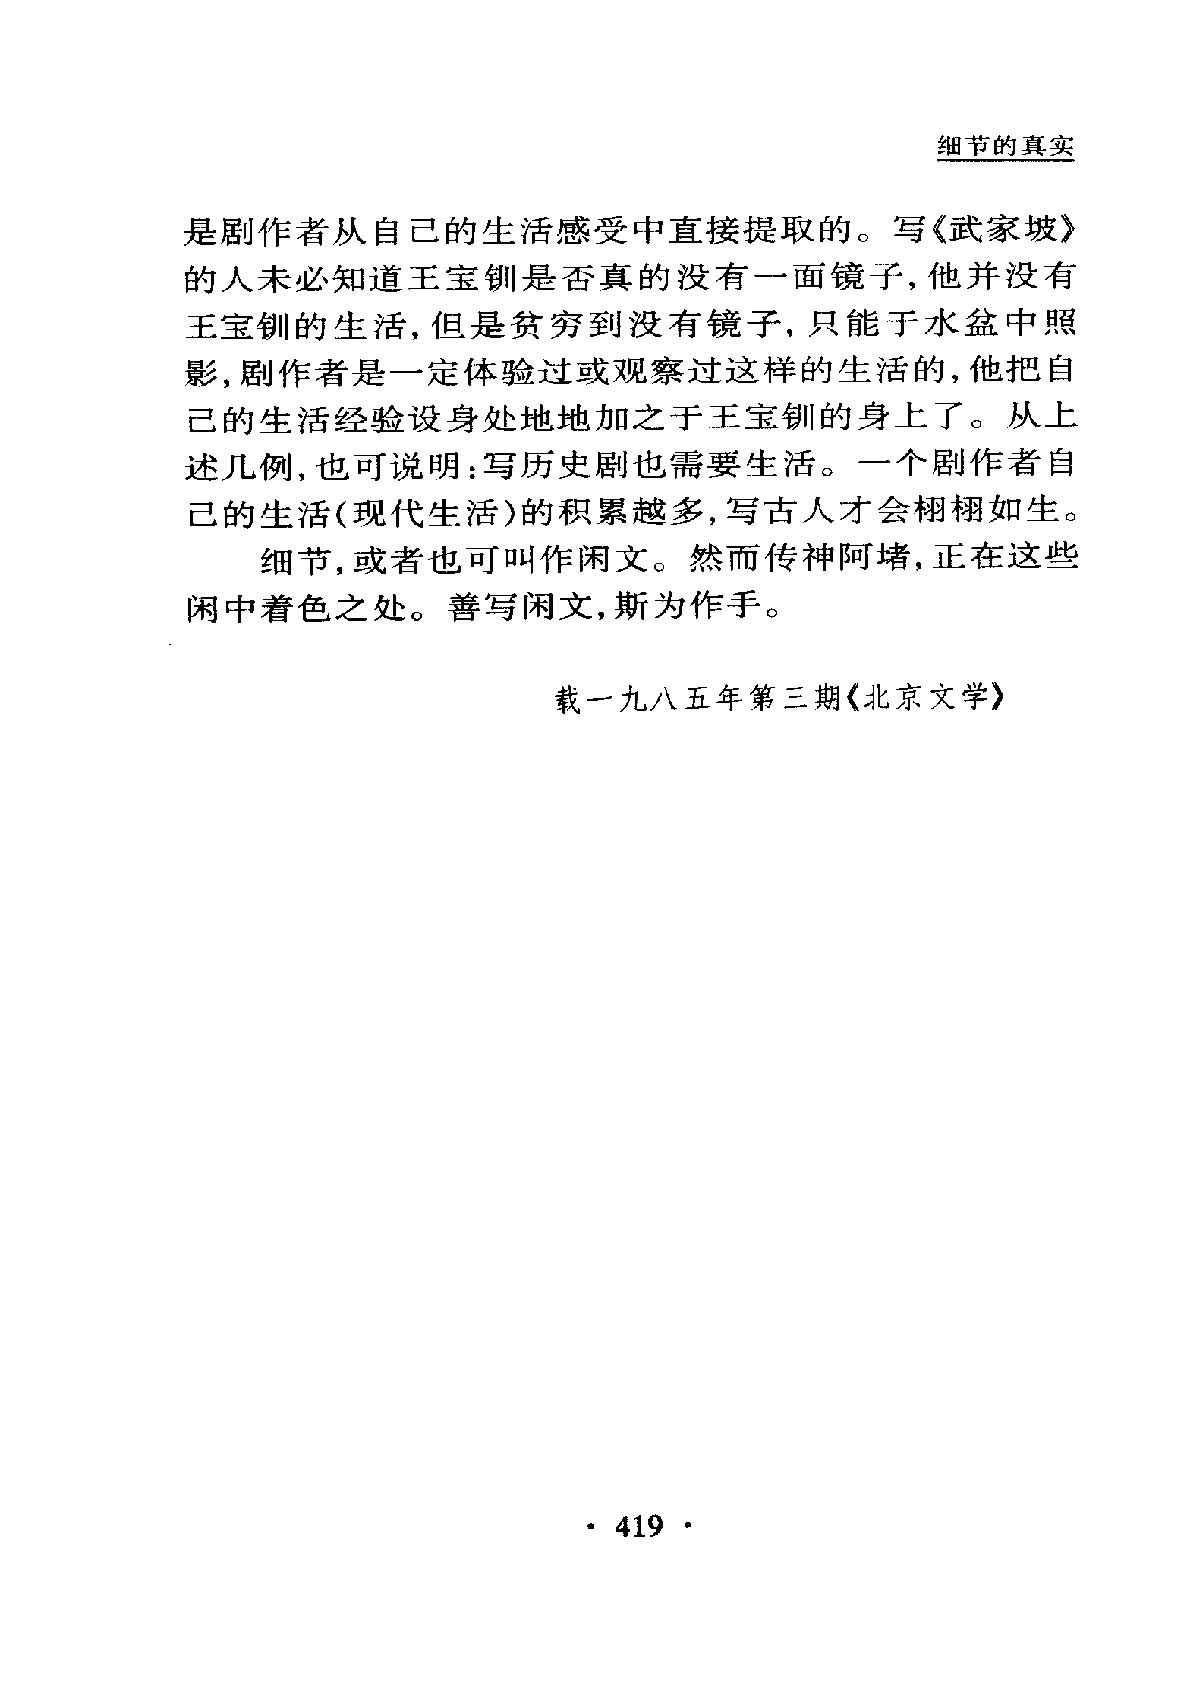 细节的真实
是剧作者从自己的生活感受中直接提取的。写《武家坡》
的人未必知道王宝钏是否真的没有一面镜子,他并没有
王宝钏的生活,但是贫穷到没有镜子,只能于水盆中照
影,剧作者是一定体验过或观察过这样的生活的,他把自
己的生活经验设身处地地加之于王宝钏的身上了。从上
述几例,也可说明:写历史剧也需要生活。一个剧作者自
己的生活(现代生活)的积累越多,写古人才会栩栩如生。
细节,或者也可叫作闲文。然而传神阿堵,正在这些
闲中着色之处。善写闲文,斯为作手。
载一九八五年第三期《北京文学》
· 419 ·